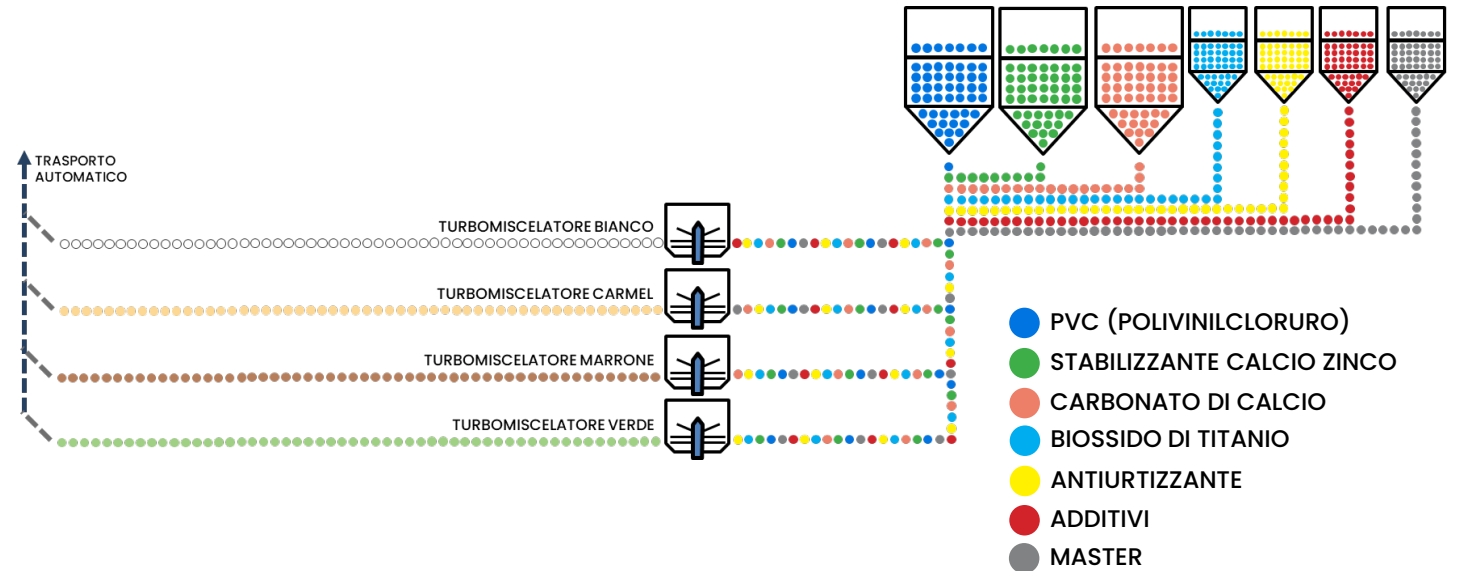 TRASPORTO
AUTOMATICO
TURBOMISCELATORE BIANCO
TURBOMISCELATORE CARMEL
TURBOMISCELATORE MARRONE
TURBOMISCELATORE VERDE
PVC (POLIVINILCLORURO)
STABILIZZANTE CALCIO ZINCO
CARBONATO DI CALCIO
BIOSSIDO DI TITANIO
ANTIURTIZZANTE
ADDITIVI
MASTER